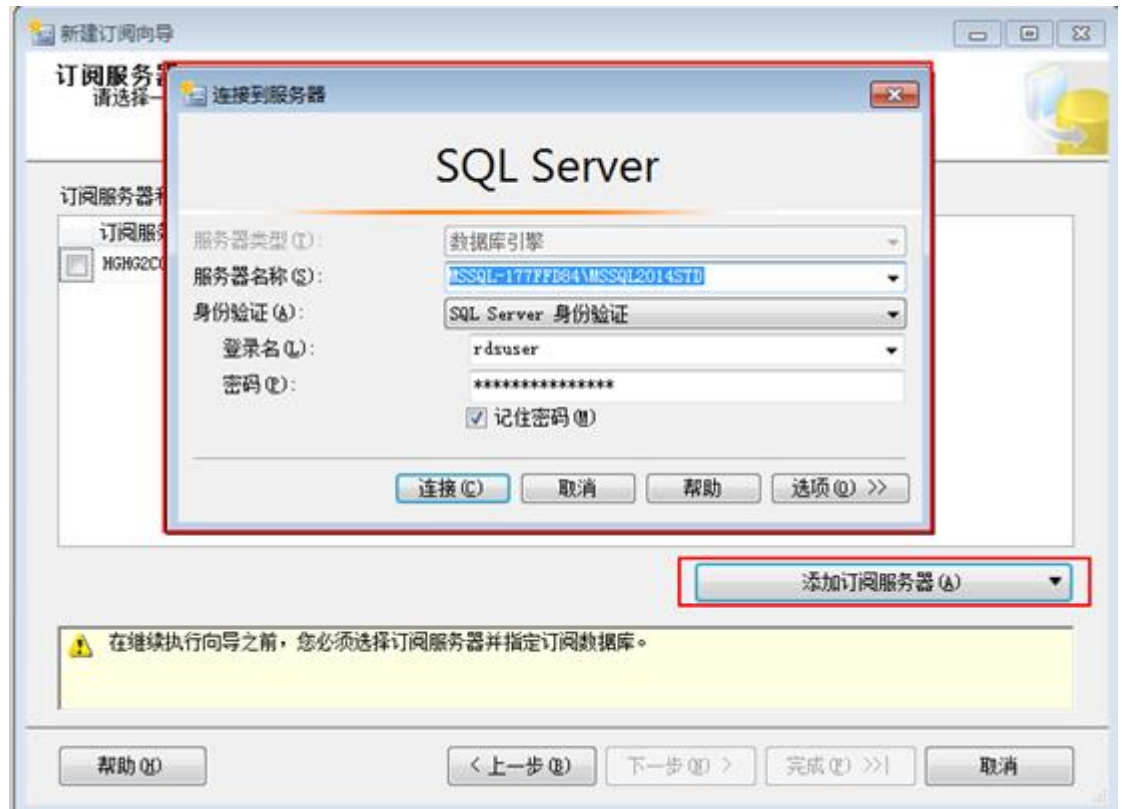 新建订阅向导
订阅服务器
请选择一
连接到服务器
SQL Server
订阅服务器和
订阅服务
服务器类型(T):
数据库引擎
服务器名称(S):
MSSQL-177FFD84\MSSQL2014STD
身份验证(A):
SQL Server 身份验证
登录名(L):
rdsuser
密码(P):
***************
记住密码(M)
连接(C)
取消
帮助
选项(O) >>
添加订阅服务器(A)
在继续执行向导之前，您必须选择订阅服务器并指定订阅数据库。
帮助(H)
< 上一步(B)
下一步(N) >
完成(F) >>|
取消